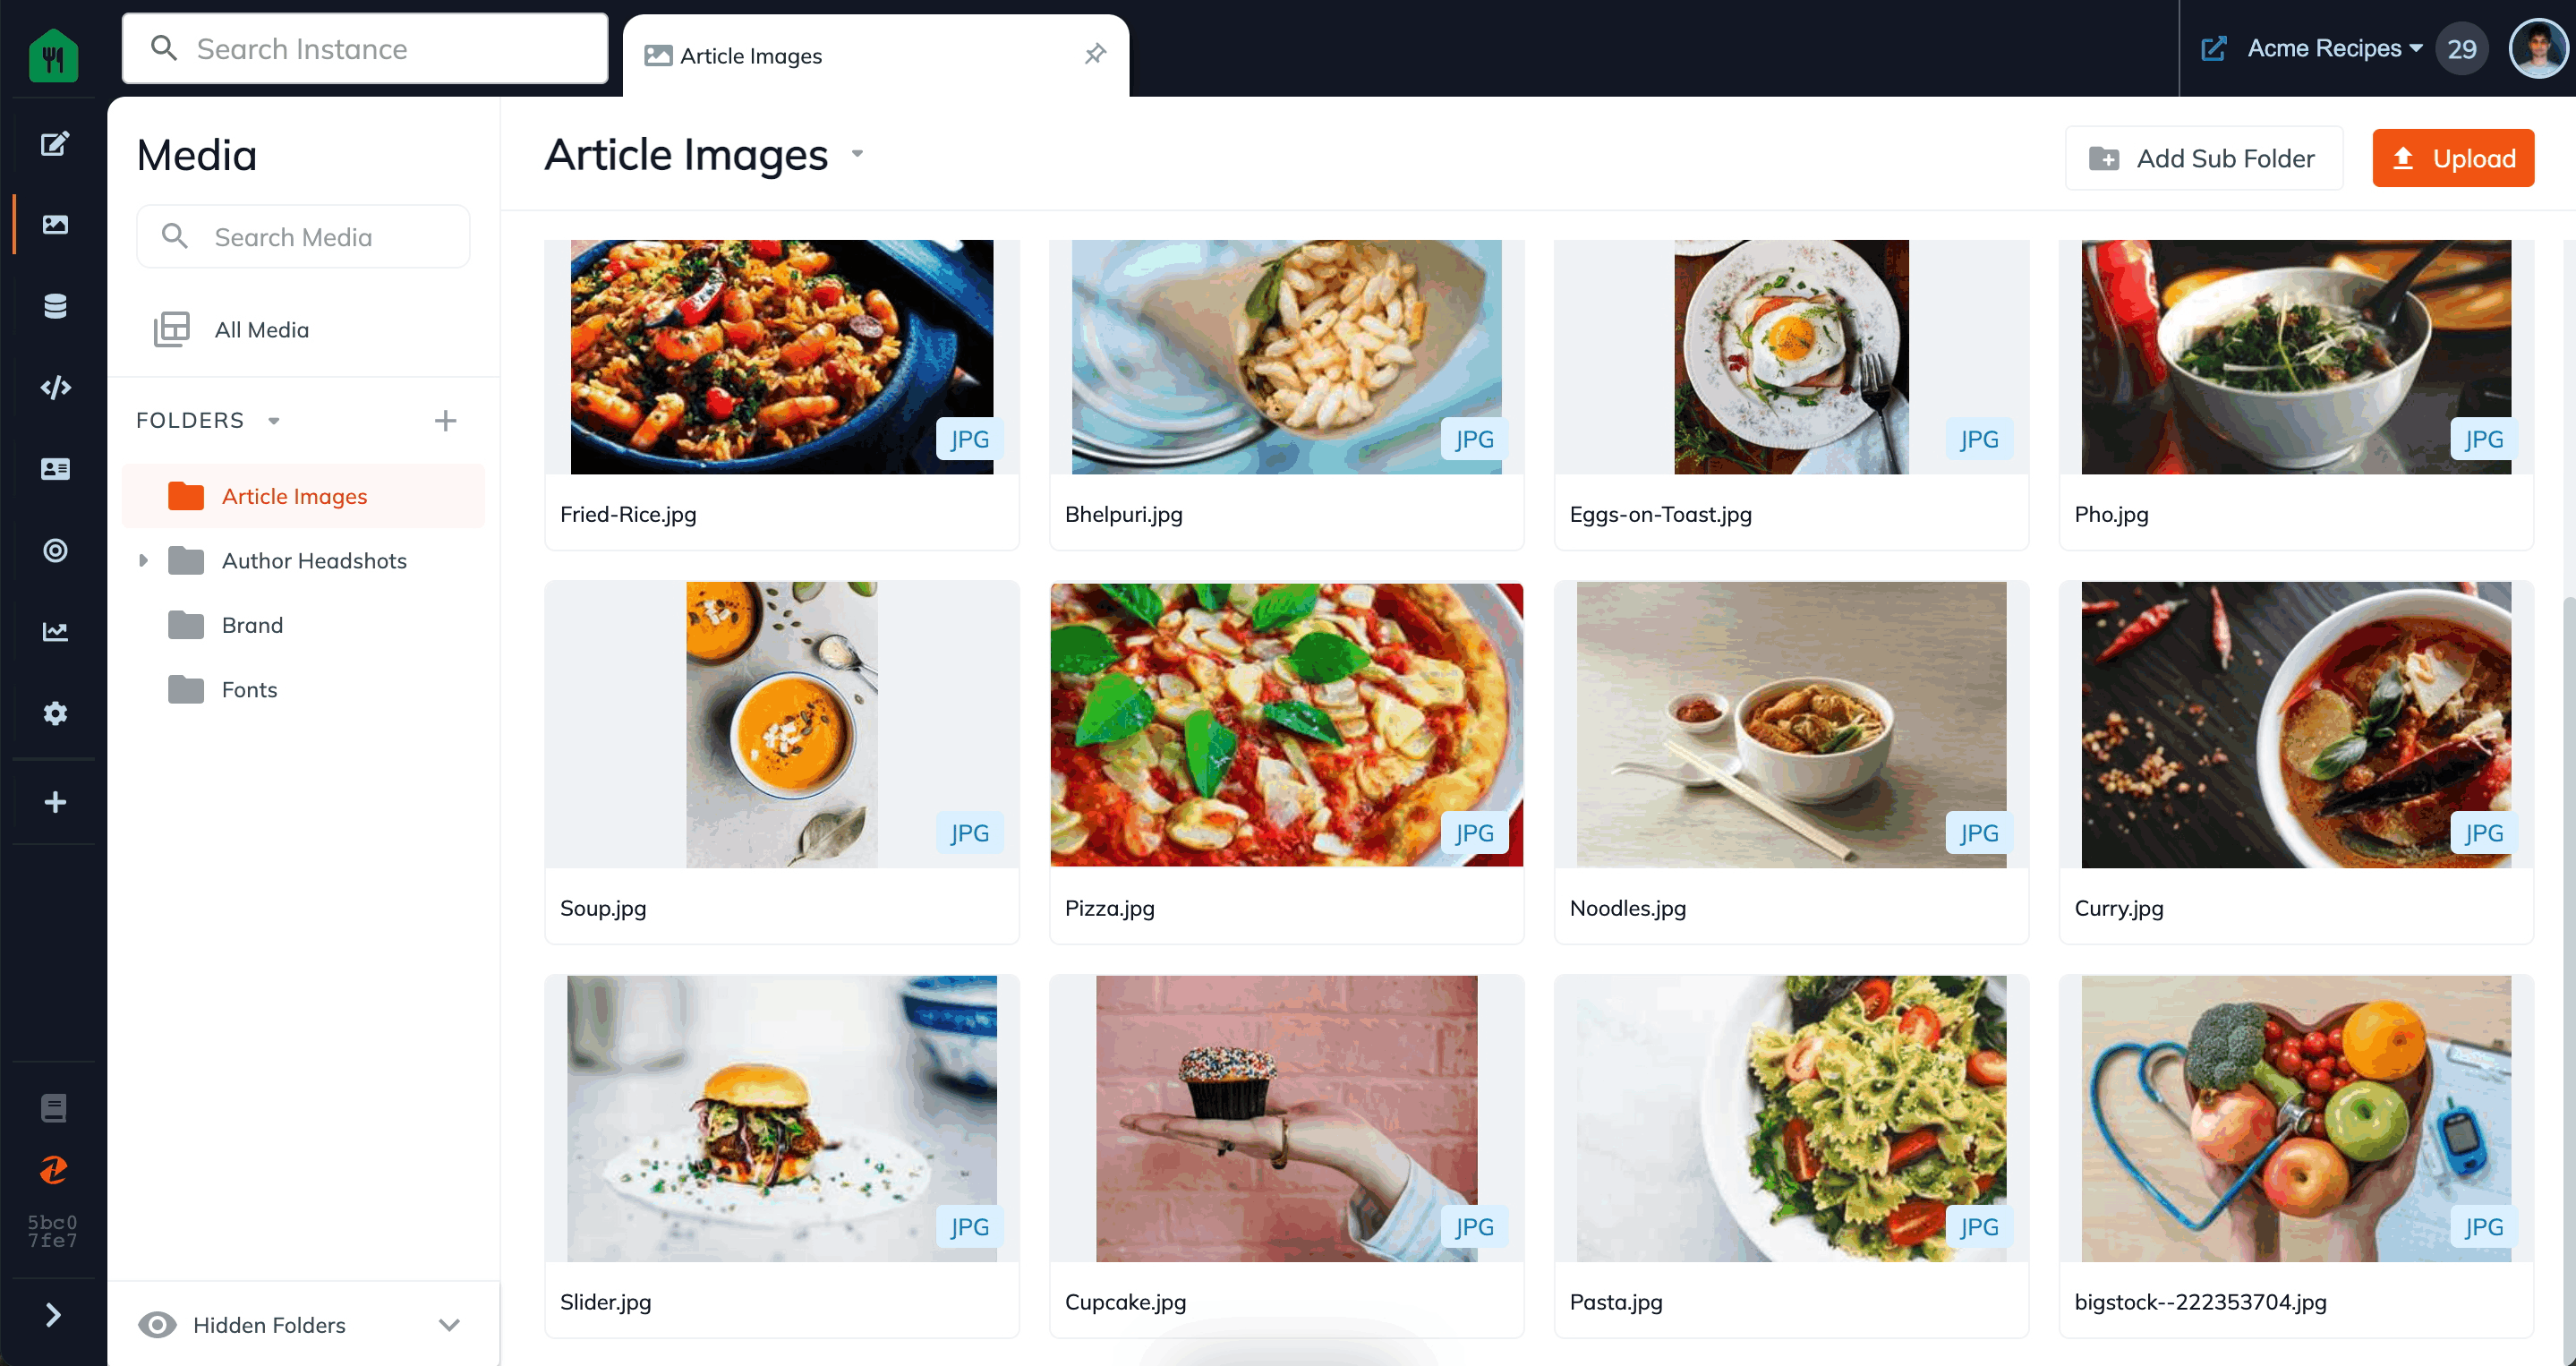 Search Instance
Article Images
Acme Recipes
29
Media
Search Media
All Media
FOLDERS
Article Images
Author Headshots
Brand
Fonts
Hidden Folders
5bc0
7fe7
Article Images
Add Sub Folder
Upload
JPG
JPG
JPG
JPG
Fried-Rice.jpg
Bhelpuri.jpg
Eggs-on-Toast.jpg
Pho.jpg
JPG
JPG
JPG
JPG
Soup.jpg
Pizza.jpg
Noodles.jpg
Curry.jpg
JPG
JPG
JPG
JPG
Slider.jpg
Cupcake.jpg
Pasta.jpg
bigstock--222353704.jpg